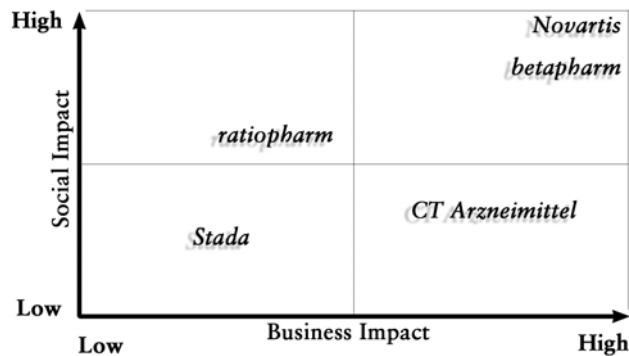 High
Novartis
betapharm
ratiopharm
Social Impact
CT Arzneimittel
Stada
Low
Business Impact
Low
High